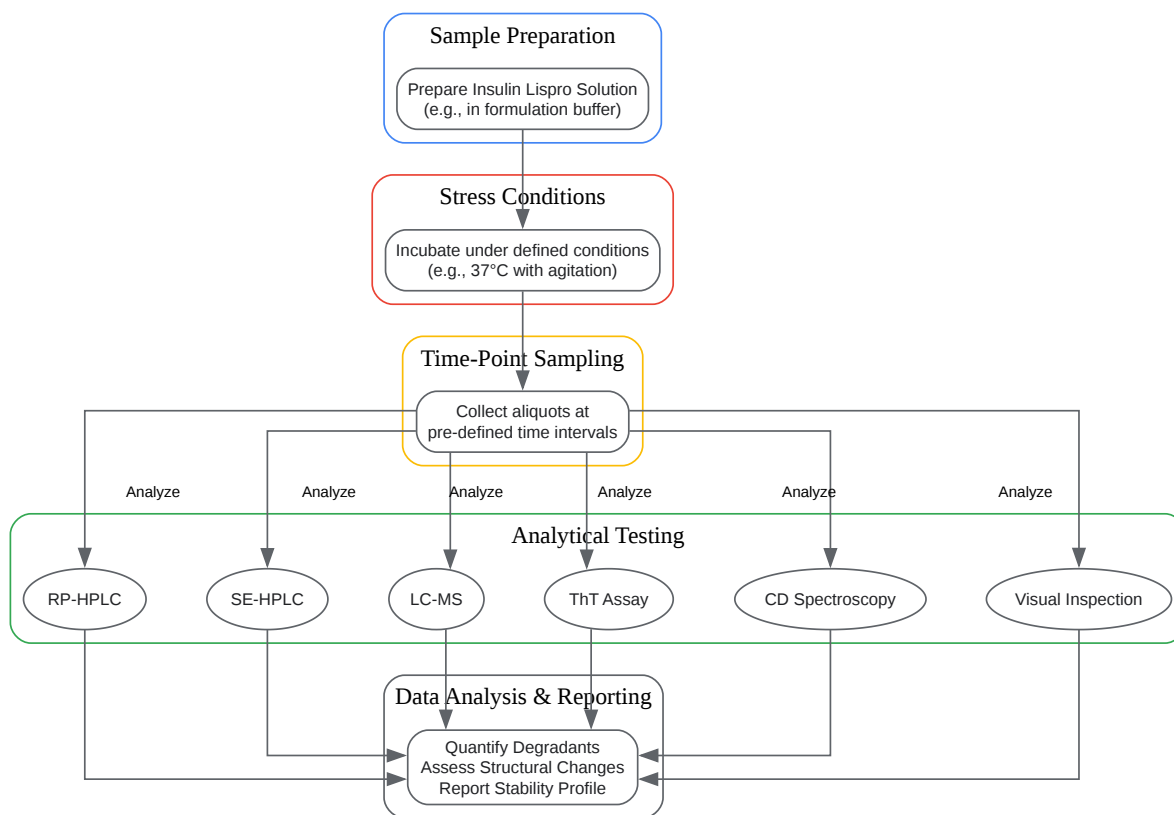 Sample Preparation
Prepare Insulin Lispro Solution
(e.g., in formulation buffer)
Stress Conditions
Incubate under defined conditions
(e.g., 37°C with agitation)
Time-Point Sampling
Collect aliquots at
pre-defined time intervals
Analyze
Analyze
Analyze
Analyze
Analyze
Analyze
Analytical Testing
RP-HPLC
SE-HPLC
LC-MS
ThT Assay
CD Spectroscopy
Visual Inspection
Data Analysis & Reporting
Quantify Degradants
Assess Structural Changes
Report Stability Profile